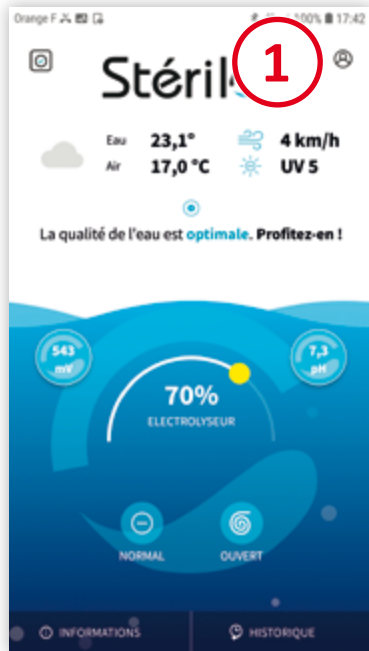 Orange F
100% 17:42
Stéril
1
Eau 23,1° 4 km/h
Air 17,0 °C UV 5
La qualité de l'eau est optimale. Profitez-en !
543 mV
7,3 pH
70%
ELECTROLYSEUR
NORMAL OUVERT
INFORMATIONS HISTORIQUE